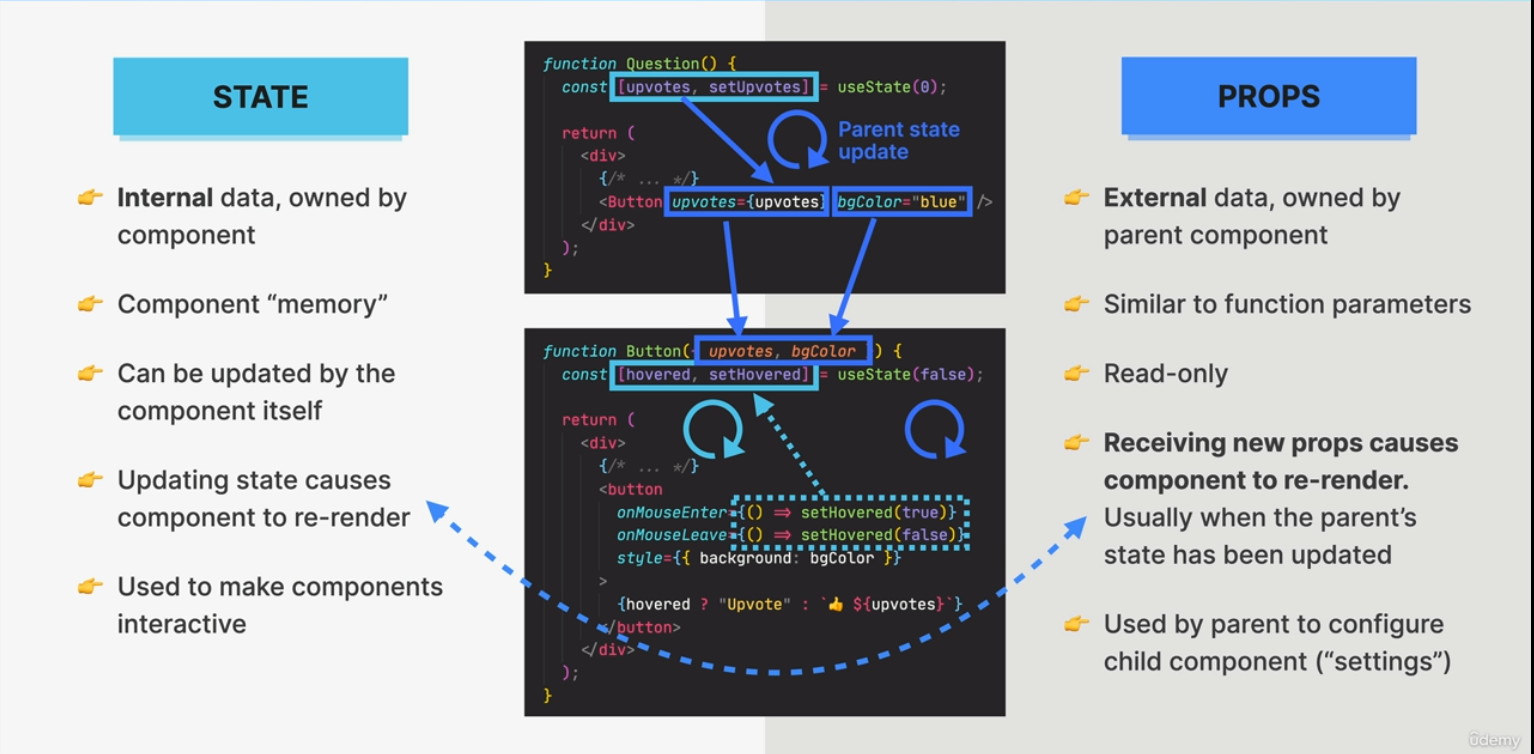 STATE
👉 Internal data, owned by
component
👉 Component “memory”
👉 Can be updated by the
component itself
👉 Updating state causes
component to re-render
👉 Used to make components
interactive
function Question() {
const [upvotes, setUpvotes] = useState(0);
return (
<div>
{/* ... */}
<Button upvotes={upvotes} bgColor="blue" />
</div>
);
}
Parent state
update
function Button({ upvotes, bgColor }) {
const [hovered, setHovered] = useState(false);
return (
<div>
{/* ... */}
<button
onMouseEnter={() => setHovered(true)}
onMouseLeave={() => setHovered(false)}
style={{ background: bgColor }}
>
{hovered ? "Upvote" : `👍 ${upvotes}`}
</button>
</div>
);
}
PROPS
👉 External data, owned by
parent component
👉 Similar to function parameters
👉 Read-only
👉 Receiving new props causes
component to re-render.
Usually when the parent’s
state has been updated
👉 Used by parent to configure
child component (“settings”)
ûdemy